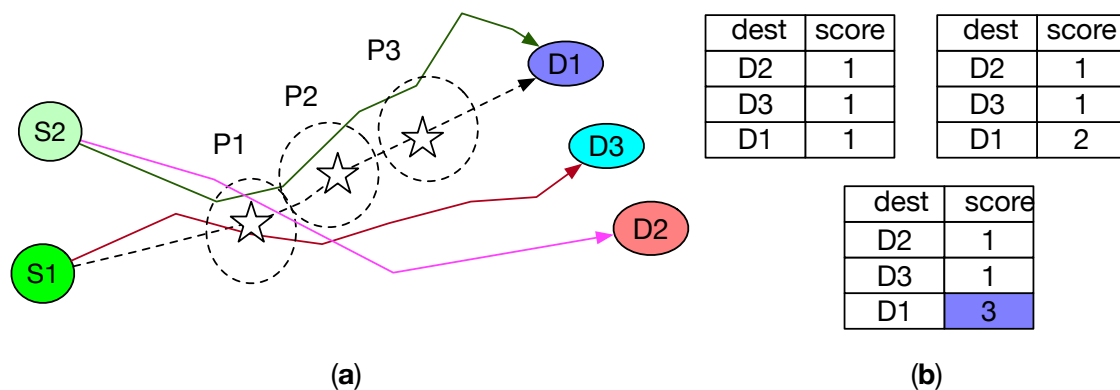 S2
S1
P1
P2
P3
D1
D3
D2
(a)
dest score
D2 1
D3 1
D1 1
dest score
D2 1
D3 1
D1 2
dest score
D2 1
D3 1
D1 3
(b)